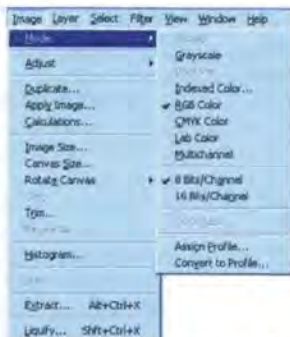 Image Layer Select Filter View Window Help
Mode
Adjust
Duplicate...
Apply Image...
Calculations...
Image Size...
Canvas Size...
Rotate Canvas
Trim...
Histogram...
Extract... Alt+Ctrl+X
Liquify... Shft+Ctrl+X
Grayscale
Indexed Color...
RGB Color
CMYK Color
Lab Color
Multichannel
8 Bits/Channel
16 Bits/Channel
Assign Profile...
Convert to Profile...